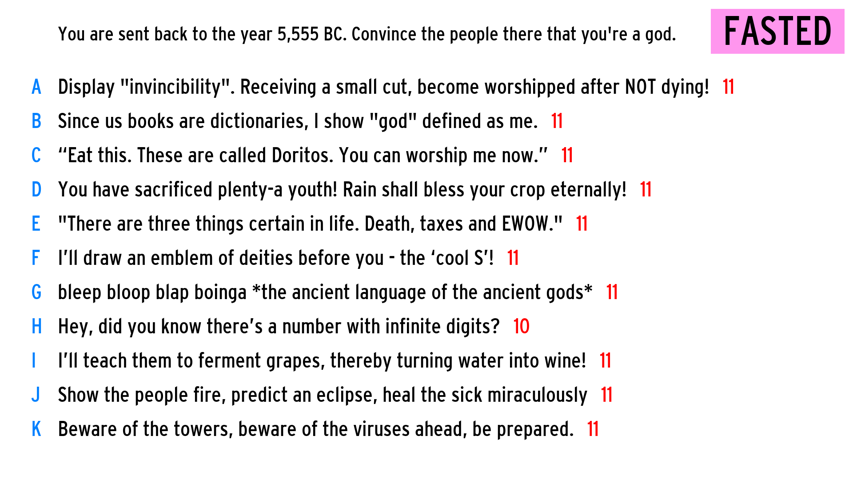 You are sent back to the year 5,555 BC. Convince the people there that you're a god.
FASTED
A Display "invincibility". Receiving a small cut, become worshipped after NOT dying! 11
B Since us books are dictionaries, I show "god" defined as me. 11
C “Eat this. These are called Doritos. You can worship me now.” 11
D You have sacrificed plenty-a youth! Rain shall bless your crop eternally! 11
E "There are three things certain in life. Death, taxes and EWOW." 11
F I’ll draw an emblem of deities before you - the ‘cool S’! 11
G bleep bloop blap boinga *the ancient language of the ancient gods* 11
H Hey, did you know there’s a number with infinite digits? 10
I I’ll teach them to ferment grapes, thereby turning water into wine! 11
J Show the people fire, predict an eclipse, heal the sick miraculously 11
K Beware of the towers, beware of the viruses ahead, be prepared. 11